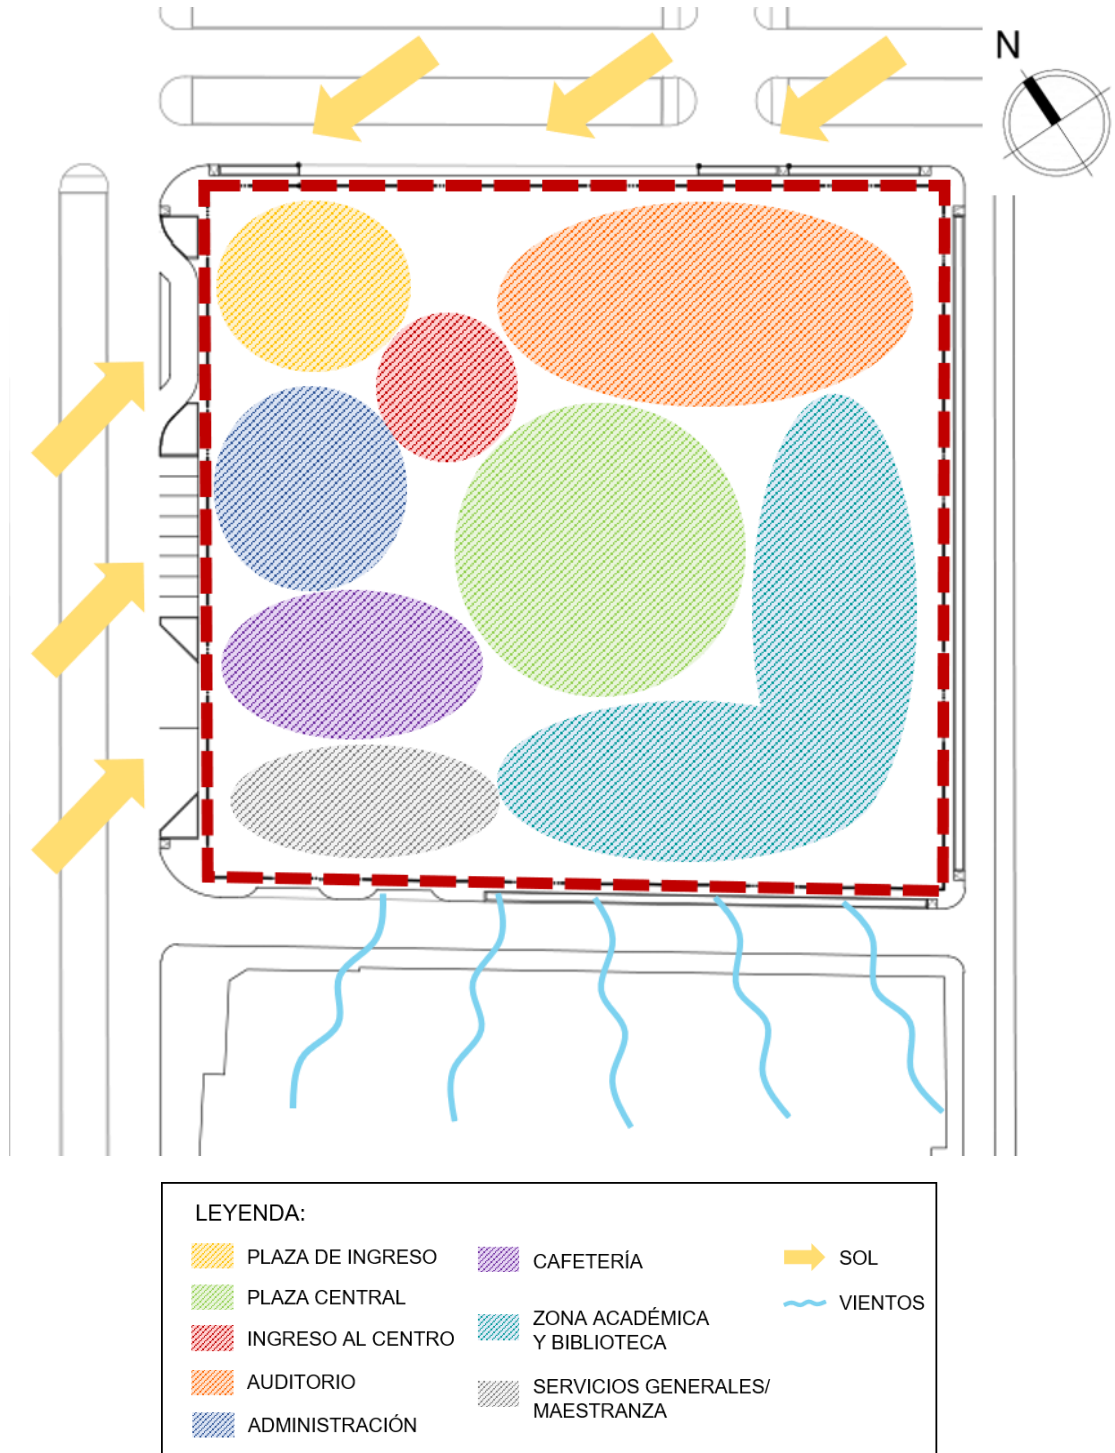 N
LEYENDA:
PLAZA DE INGRESO
PLAZA CENTRAL
INGRESO AL CENTRO
AUDITORIO
ADMINISTRACIÓN
CAFETERÍA
ZONA ACADÉMICA
Y BIBLIOTECA
SERVICIOS GENERALES/
MAESTRANZA
SOL
VIENTOS